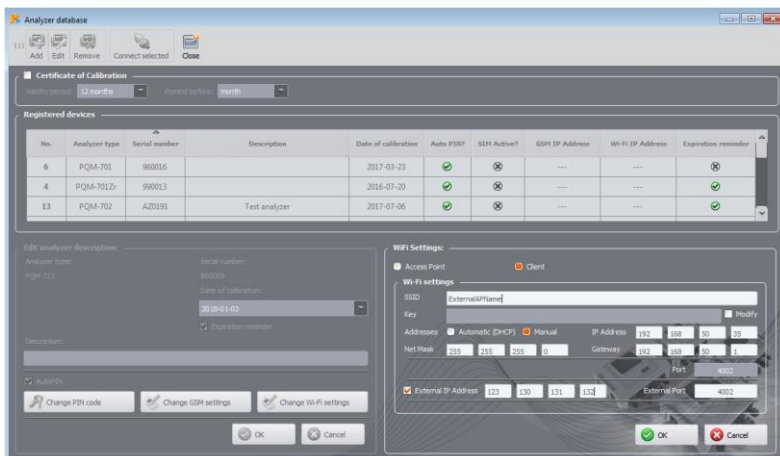 Analyzer database
Add Edit Remove Connect selected Close
Certificate of Calibration
Validity period: 12 months Remind before: month
Registered devices
No. Analyzer type Serial number Description Date of calibration Auto PIN? SIM Active? GSM IP Address Wi-Fi IP Address Expiration reminder
6 PQM-701 960016 2017-03-23 --- ---
4 PQM-701Zr 990013 2016-07-20 --- ---
13 PQM-702 AZ0191 Test analyzer 2017-07-06 --- ---
Edit analyzer description:
Analyzer type: Serial number:
PQM-711 BS0009
Date of calibration:
2018-01-03
Expiration reminder
Description:
AutoPIN
Change PIN code Change GSM settings Change Wi-Fi settings
OK Cancel
WiFi Settings:
Access Point Client
Wi-Fi settings
SSID ExternalAPName
Key Modify
Addresses Automatic (DHCP) Manual IP Address 192 168 50 35
Net Mask 255 255 255 0 Gateway 192 168 50 1
Port 4002
External IP Address 123 130 131 132 External Port 4002
OK Cancel